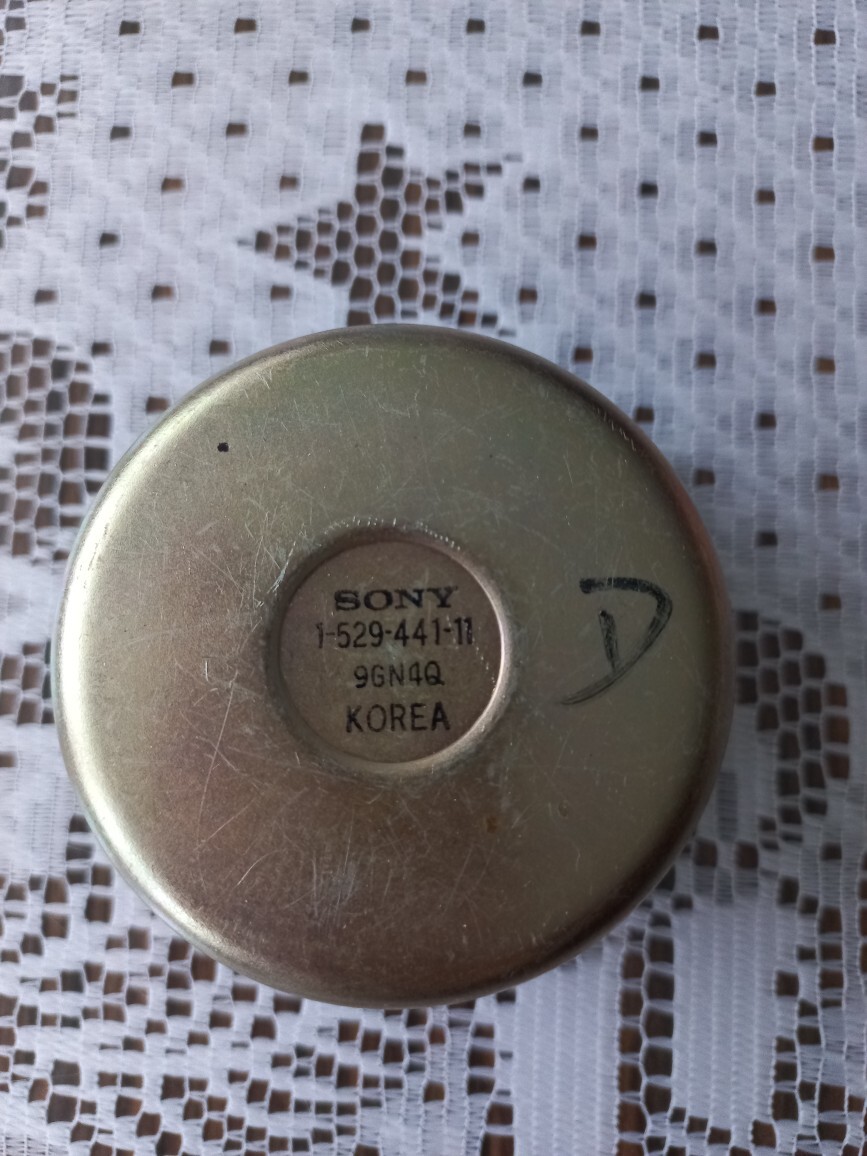 SONY
1-529-441-11
9GN4Q
KOREA
D